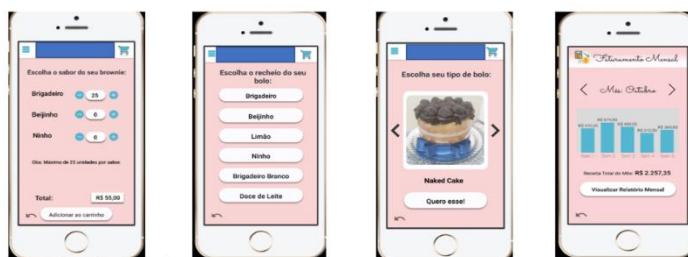 Escolha o sabor do seu brownie:
Brigadeiro 25
Beijinho 0
Ninho 0
Obs: Máximo de 25 unidades por sabor.
Total: R$ 55,00
Adicionar ao carrinho
Escolha o recheio do seu
bolo:
Brigadeiro
Beijinho
Limão
Ninho
Brigadeiro Branco
Doce de Leite
Escolha seu tipo de bolo:
Naked Cake
Quero esse!
Faturamento Mensal
Mês: Outubro
Receita Total do Mês: R$ 2.257,35
Visualizar Relatório Mensal